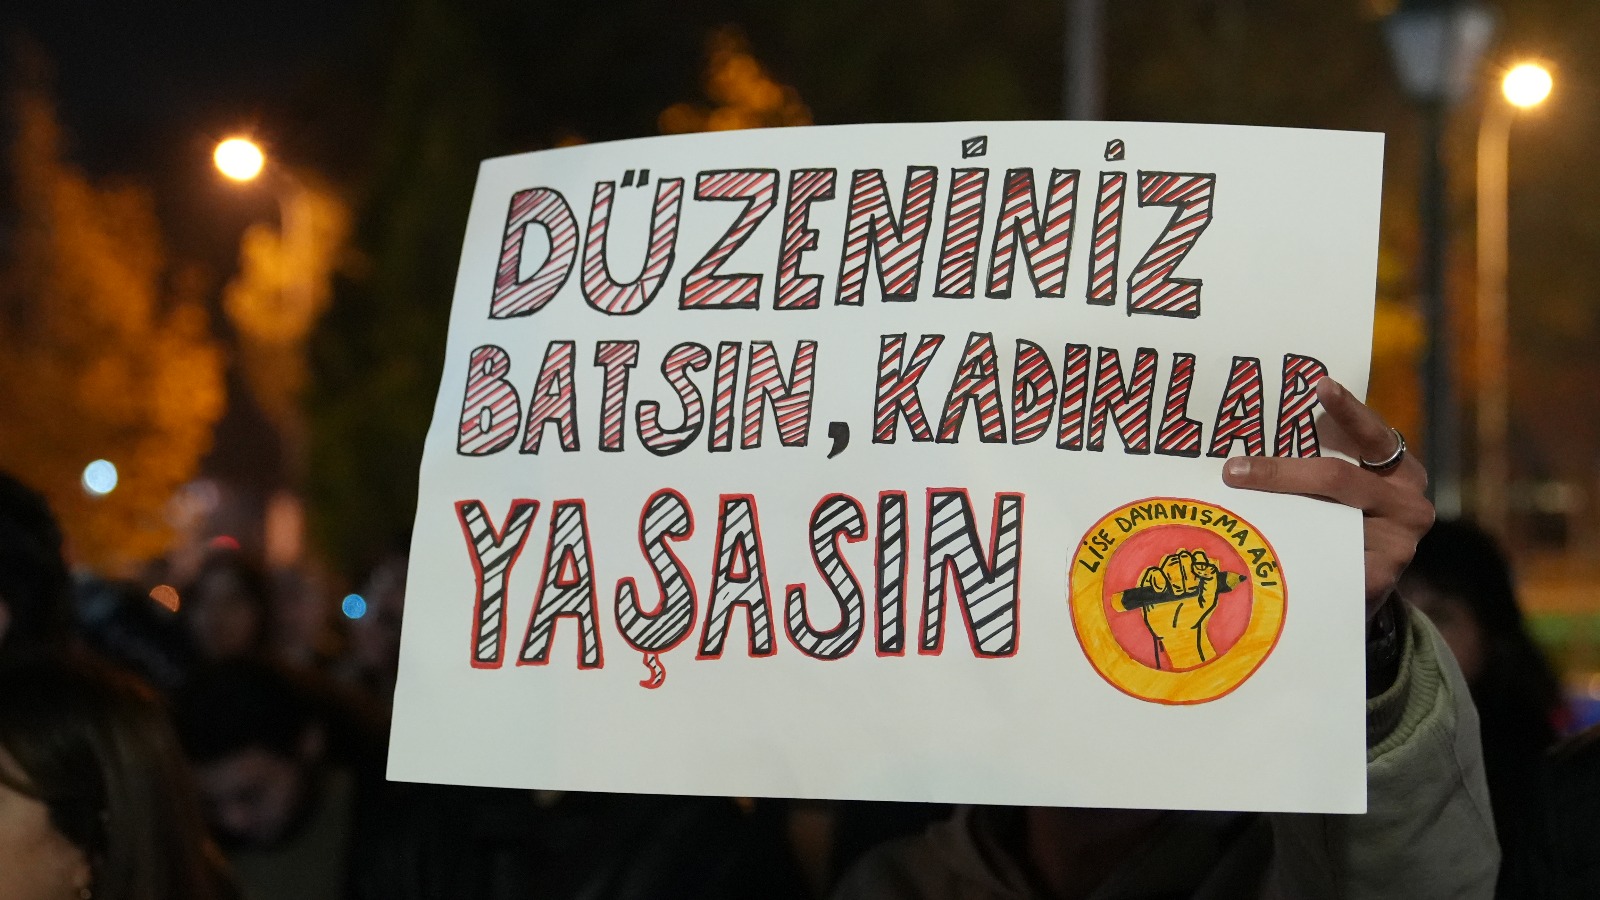 DÜZENİNİZ
BATSIN, KADINLAR
YAŞASIN
LİSE DAYANIŞMA AĞI